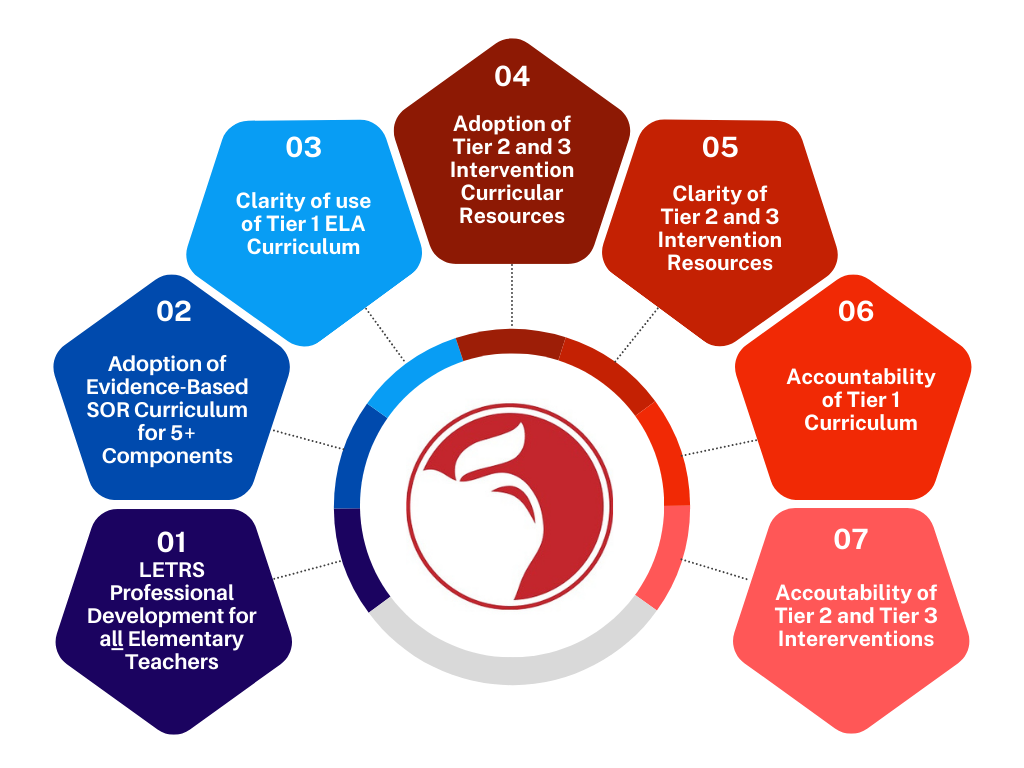 01
LETRS
Professional
Development for
all Elementary
Teachers
02
Adoption of
Evidence-Based
SOR Curriculum
for 5+
Components
03
Clarity of use
of Tier 1 ELA
Curriculum
04
Adoption of
Tier 2 and 3
Intervention
Curricular
Resources
05
Clarity of
Tier 2 and 3
Intervention
Resources
06
Accountability
of Tier 1
Curriculum
07
Accoutability of
Tier 2 and Tier 3
Intererventions